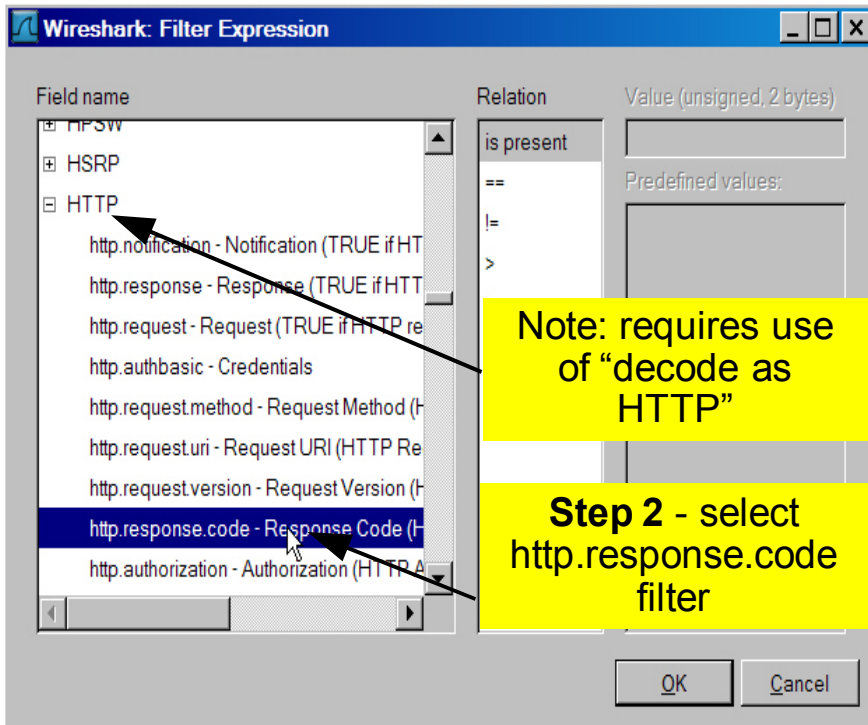 Wireshark: Filter Expression
Field name
Relation
Value (unsigned, 2 bytes)
HPSW
HSRP
HTTP
http.notification - Notification (TRUE if HT
http.response - Response (TRUE if HTT
http.request - Request (TRUE if HTTP re
http.authbasic - Credentials
http.request.method - Request Method (H
http.request.uri - Request URI (HTTP Re
http.request.version - Request Version (H
http.response.code - Response Code (H
http.authorization - Authorization (HTTP A
is present
==
!=
>
Predefined values:
Note: requires use
of “decode as
HTTP”
Step 2 - select
http.response.code
filter
OK
Cancel